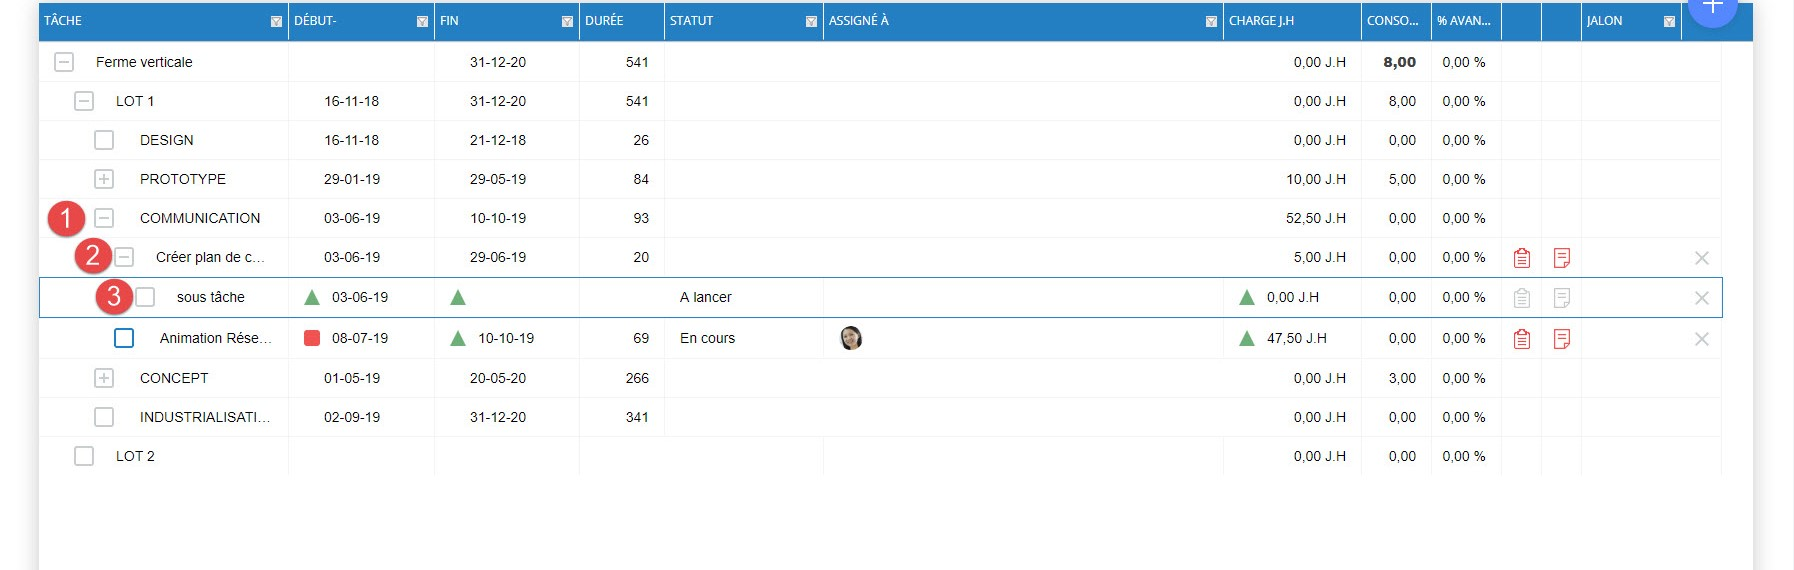 TÂCHE DÉBUT- FIN DURÉE STATUT ASSIGNÉ À CHARGE J.H CONSO... % AVAN... JALON
Ferme verticale 31-12-20 541 0,00 J.H 8,00 0,00 %
LOT 1 16-11-18 31-12-20 541 0,00 J.H 8,00 0,00 %
DESIGN 16-11-18 21-12-18 26 0,00 J.H 0,00 0,00 %
PROTOTYPE 29-01-19 29-05-19 84 10,00 J.H 5,00 0,00 %
1 COMMUNICATION 03-06-19 10-10-19 93 52,50 J.H 0,00 0,00 %
2 Créer plan de c... 03-06-19 29-06-19 20 5,00 J.H 0,00 0,00 %
3 sous tâche 03-06-19 A lancer 0,00 J.H 0,00 0,00 %
Animation Rése... 08-07-19 10-10-19 69 En cours 47,50 J.H 0,00 0,00 %
CONCEPT 01-05-19 20-05-20 266 0,00 J.H 3,00 0,00 %
INDUSTRIALISATI... 02-09-19 31-12-20 341 0,00 J.H 0,00 0,00 %
LOT 2 0,00 J.H 0,00 0,00 %